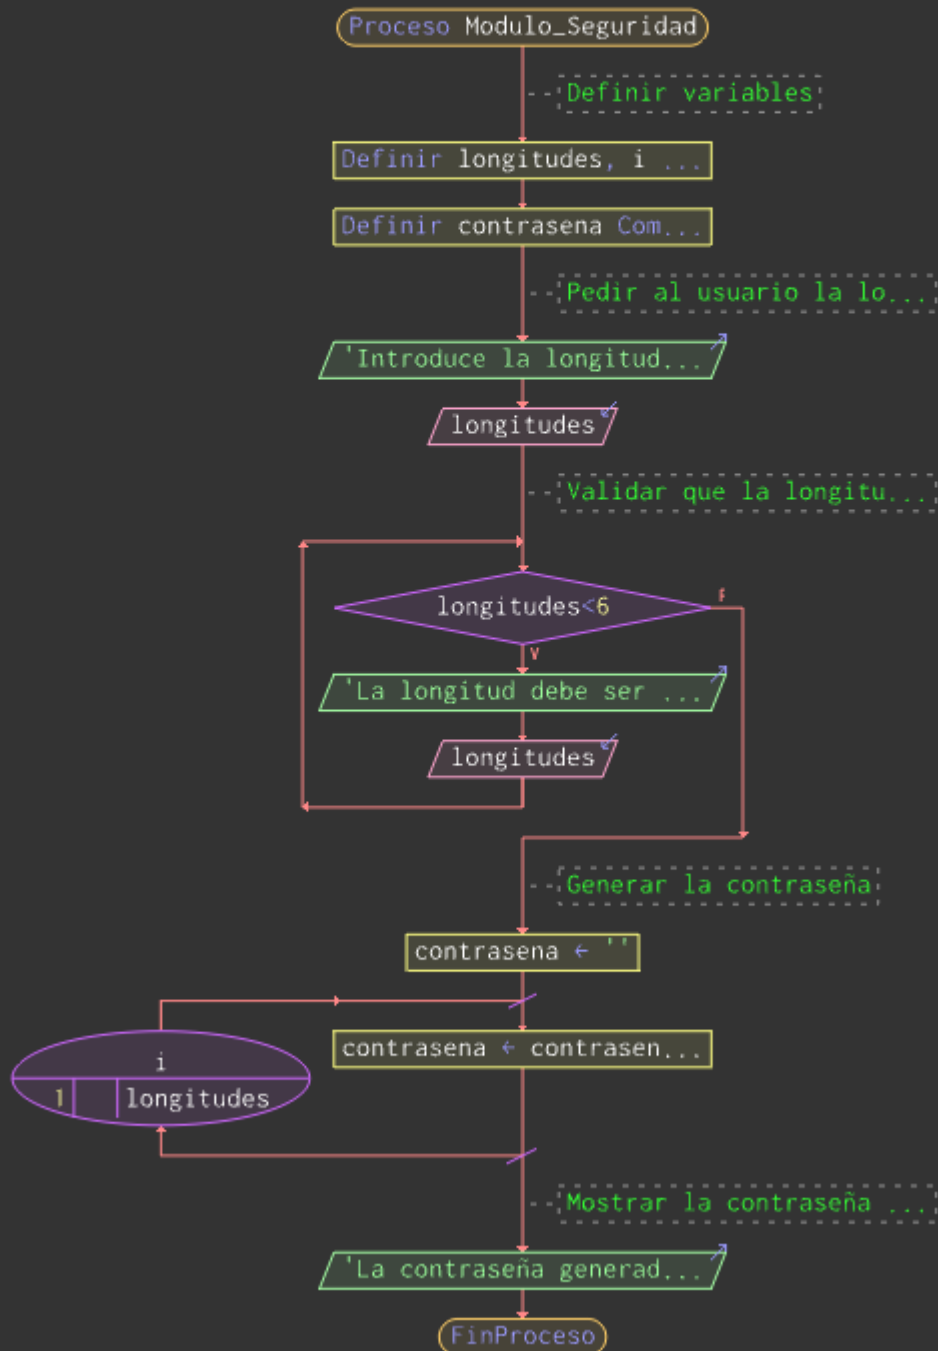 Proceso Modulo_Seguridad
Definir variables
Definir longitudes, i ...
Definir contrasena Com...
Pedir al usuario la lo...
'Introduce la longitud...
longitudes
Validar que la longitu...
longitudes<6
F
V
'La longitud debe ser ...
longitudes
Generar la contraseña
contrasena ← ''
contrasena ← contrasen...
i
1 longitudes
Mostrar la contraseña ...
'La contraseña generad...
FinProceso